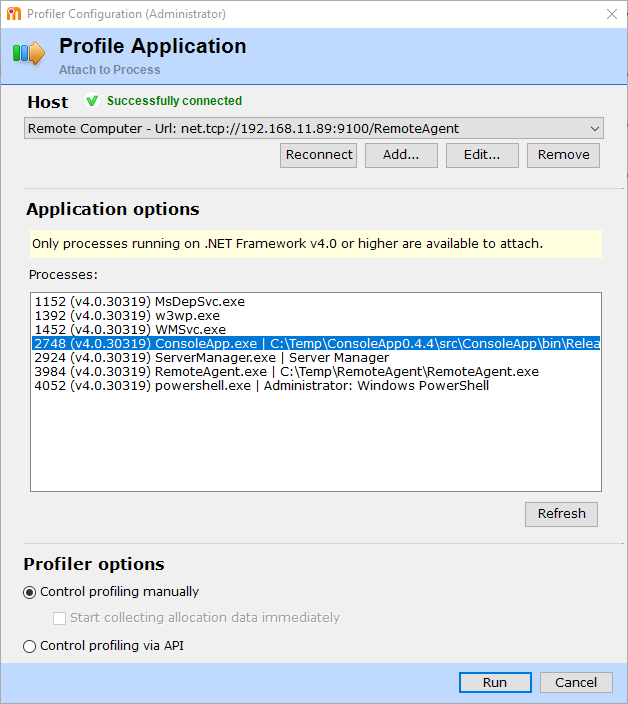 Profiler Configuration (Administrator)
Profile Application
Attach to Process
Host Successfully connected
Remote Computer - Url: net.tcp://192.168.11.89:9100/RemoteAgent
Reconnect Add... Edit... Remove
Application options
Only processes running on .NET Framework v4.0 or higher are available to attach.
Processes:
1152 (v4.0.30319) MsDepSvc.exe
1392 (v4.0.30319) w3wp.exe
1452 (v4.0.30319) WMSvc.exe
2748 (v4.0.30319) ConsoleApp.exe | C:\Temp\ConsoleApp0.4.4\src\ConsoleApp\bin\Relea
2924 (v4.0.30319) ServerManager.exe | Server Manager
3984 (v4.0.30319) RemoteAgent.exe | C:\Temp\RemoteAgent\RemoteAgent.exe
4052 (v4.0.30319) powershell.exe | Administrator: Windows PowerShell
Refresh
Profiler options
Control profiling manually
Start collecting allocation data immediately
Control profiling via API
Run Cancel